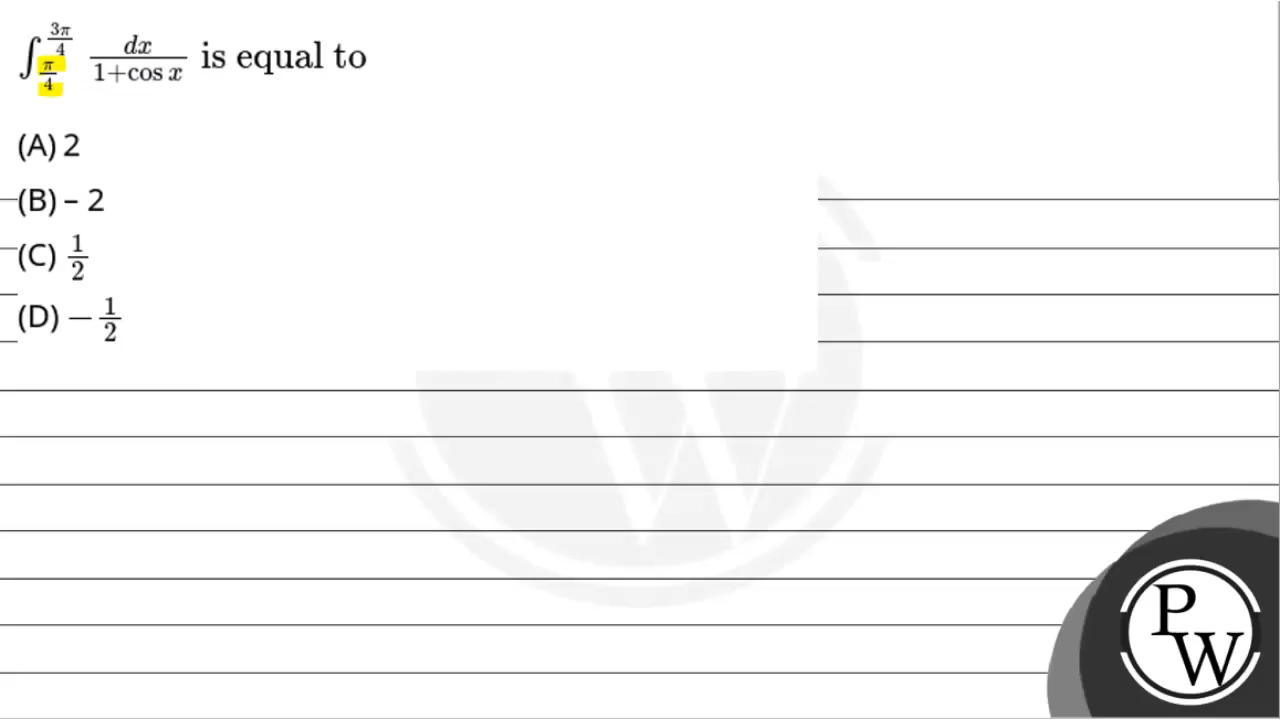 ∫_{π/4}^{3π/4} dx/(1+cos x) is equal to
(A) 2
(B) – 2
(C) 1/2
(D) – 1/2
PW